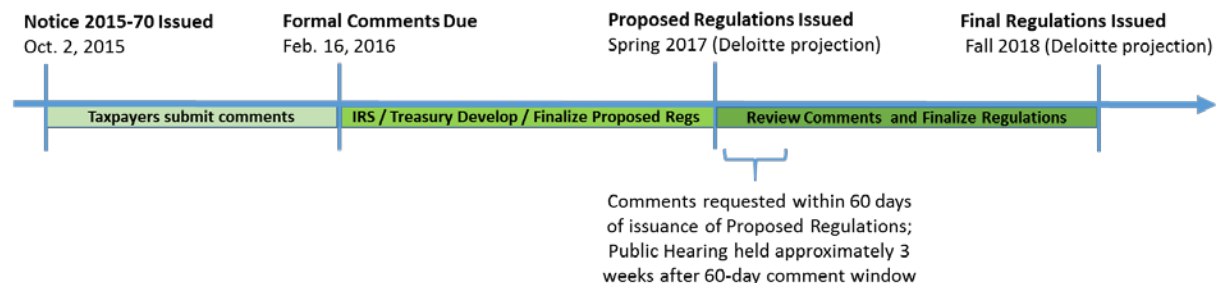 Notice 2015-70 Issued
Oct. 2, 2015
Formal Comments Due
Feb. 16, 2016
Proposed Regulations Issued
Spring 2017 (Deloitte projection)
Final Regulations Issued
Fall 2018 (Deloitte projection)
Taxpayers submit comments
IRS / Treasury Develop / Finalize Proposed Regs
Review Comments and Finalize Regulations
Comments requested within 60 days
of issuance of Proposed Regulations;
Public Hearing held approximately 3
weeks after 60-day comment window